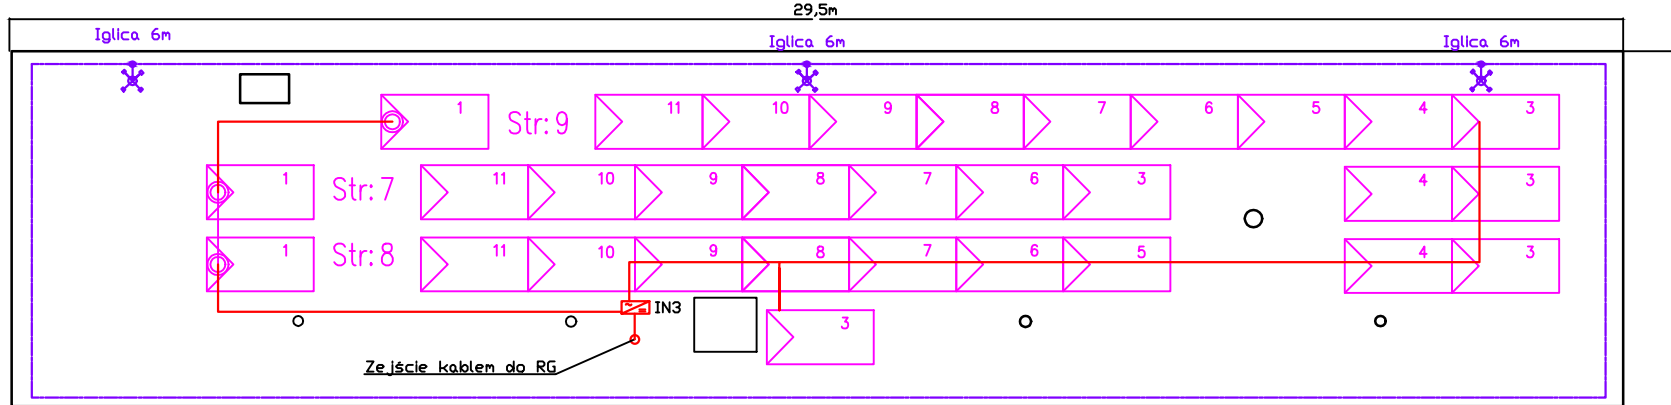 29,5m
Iglica 6m
Iglica 6m
Iglica 6m
1 Str:9 11 10 9 8 7 6 5 4 3
1 Str:7 11 10 9 8 7 6 3 4 3
1 Str:8 11 10 9 8 7 6 5 4 3
IN3
3
Zejście kablem do RG